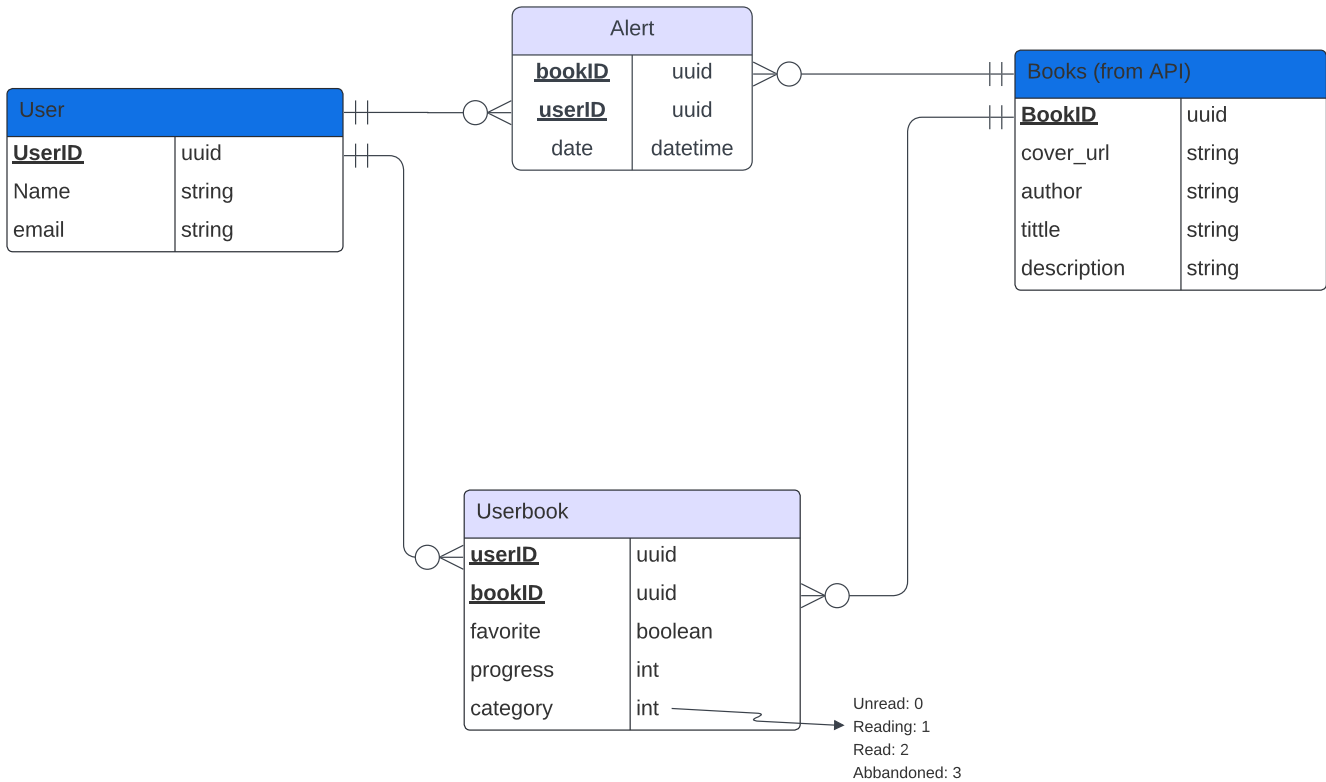 Alert
bookID uuid
userID uuid
date datetime
User
UserID uuid
Name string
email string
Books (from API)
BookID uuid
cover_url string
author string
tittle string
description string
Userbook
userID uuid
bookID uuid
favorite boolean
progress int
category int
Unread: 0
Reading: 1
Read: 2
Abbandoned: 3